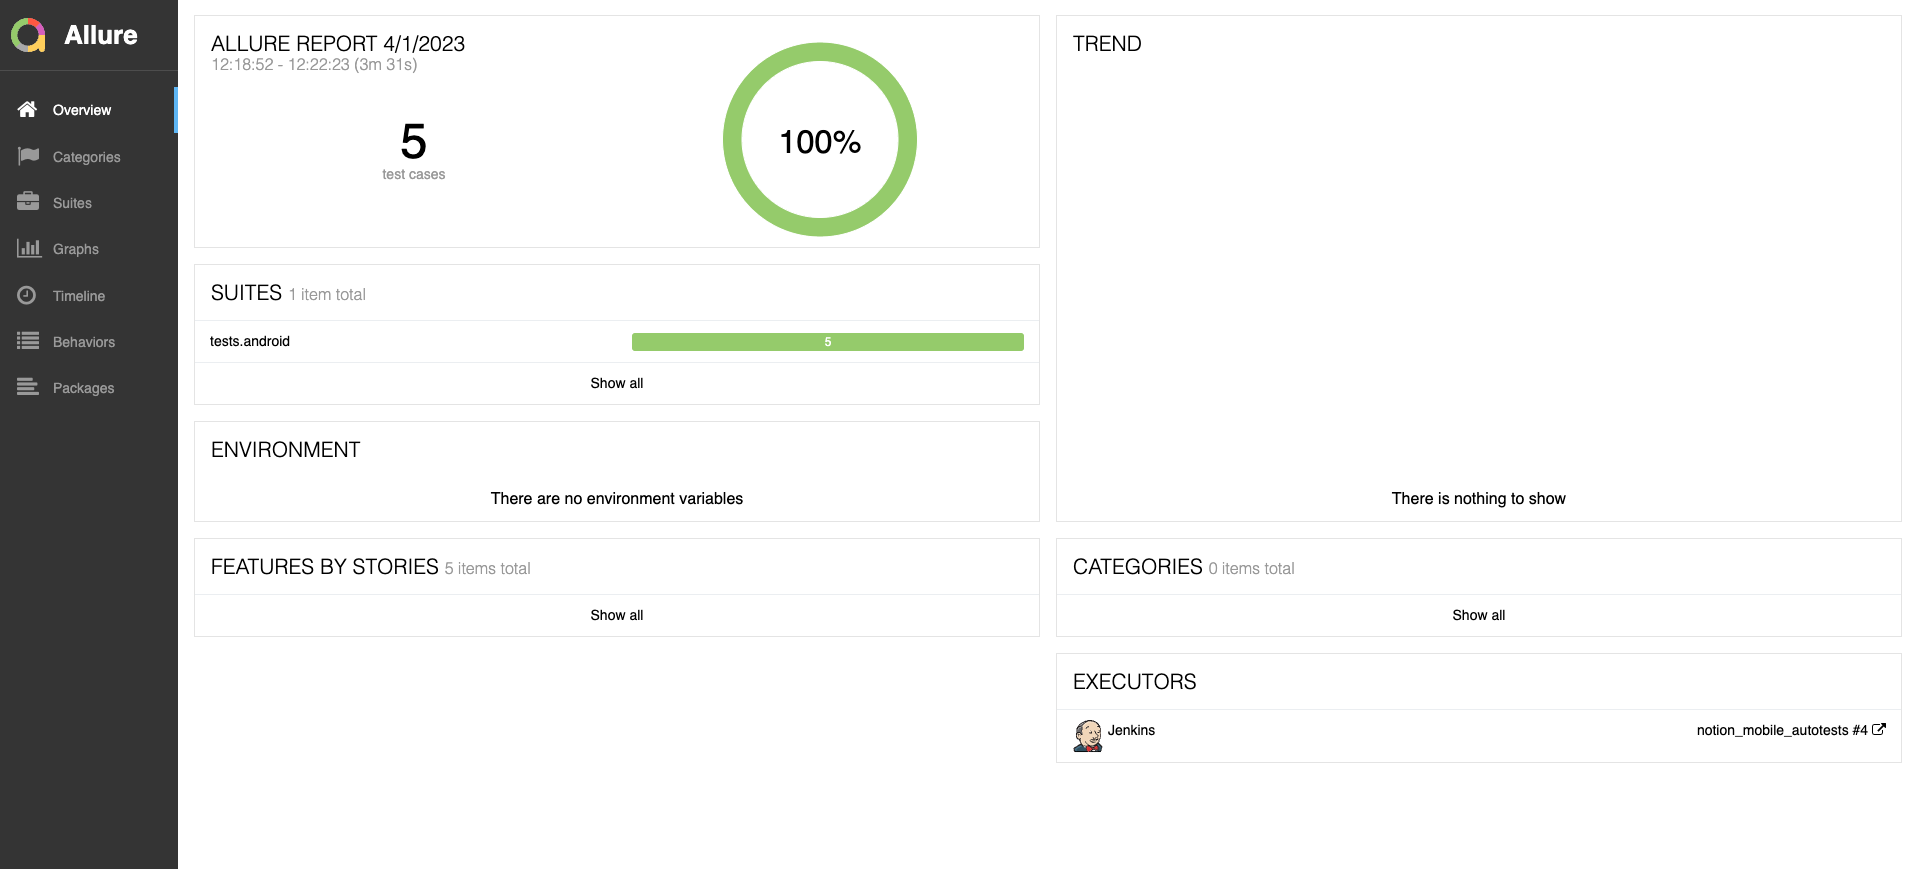 Allure
Overview
Categories
Suites
Graphs
Timeline
Behaviors
Packages
ALLURE REPORT 4/1/2023
12:18:52 - 12:22:23 (3m 31s)
5
test cases
100%
SUITES 1 item total
tests.android 5
Show all
ENVIRONMENT
There are no environment variables
FEATURES BY STORIES 5 items total
Show all
TREND
There is nothing to show
CATEGORIES 0 items total
Show all
EXECUTORS
Jenkins notion_mobile_autotests #4